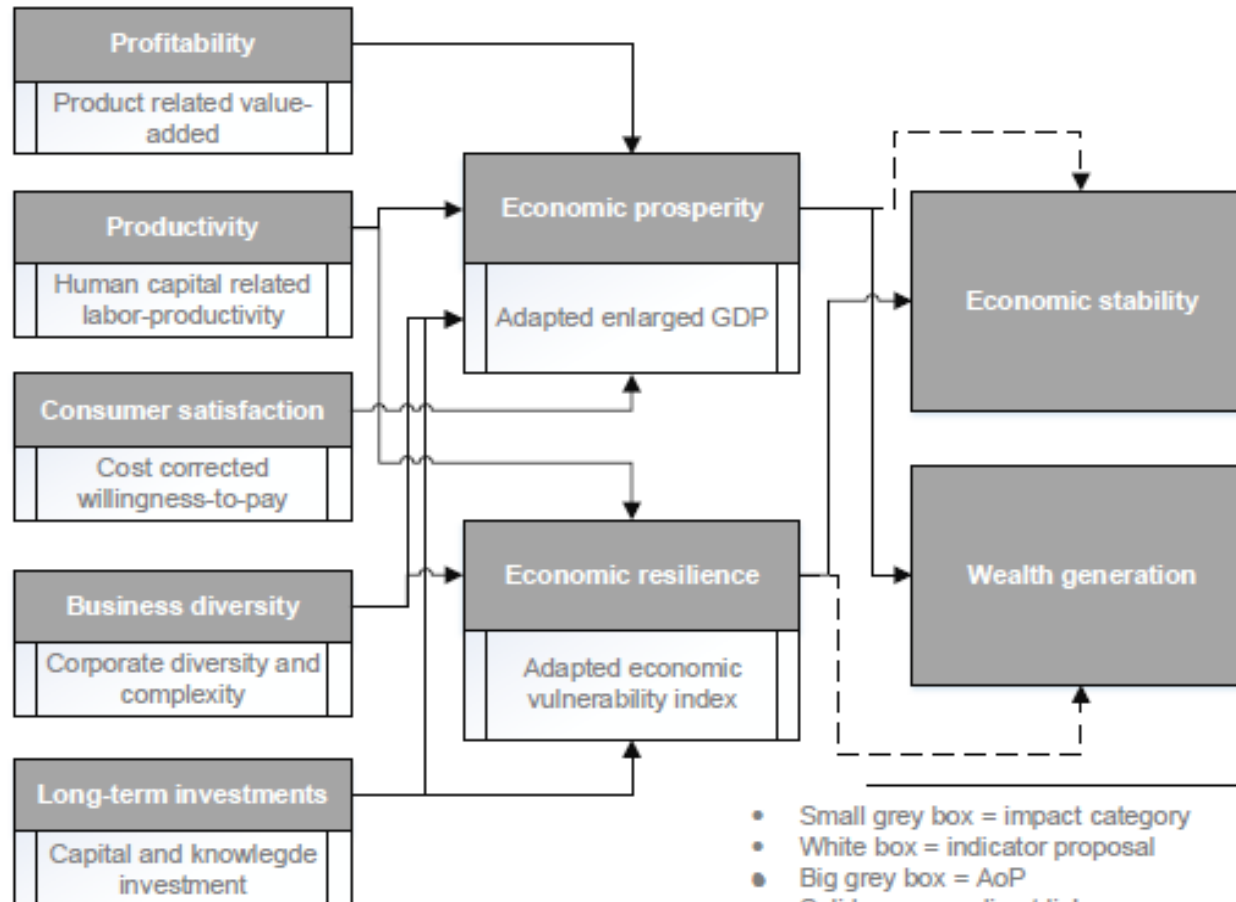 Profitability
Product related value-
added
Productivity
Human capital related
labor-productivity
Consumer satisfaction
Cost corrected
willingness-to-pay
Business diversity
Corporate diversity and
complexity
Long-term investments
Capital and knowlegde
investment
Economic prosperity
Adapted enlarged GDP
Economic resilience
Adapted economic
vulnerability index
Economic stability
Wealth generation
• Small grey box = impact category
• White box = indicator proposal
• Big grey box = AoP